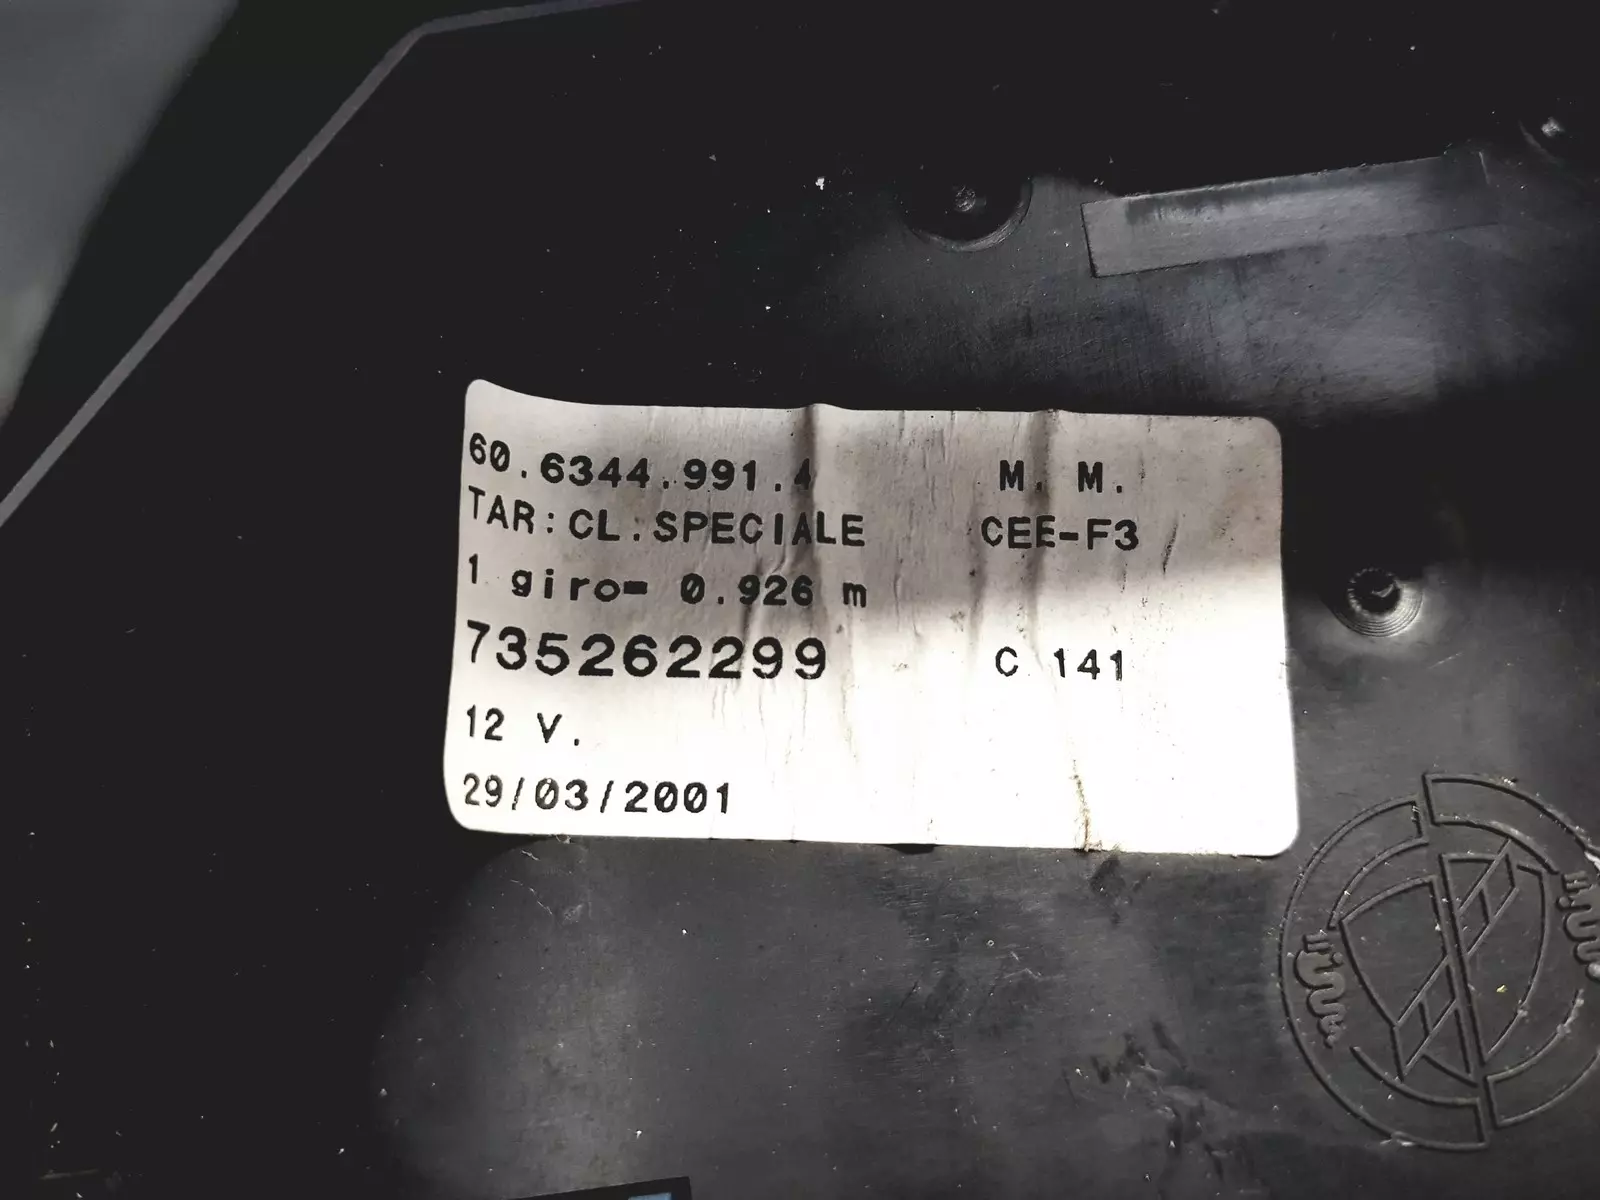 60.6344.991.4 M. M.
TAR:CL.SPECIALE CEE-F3
1 giro= 0.926 m
735262299 C 141
12 V.
29/03/2001